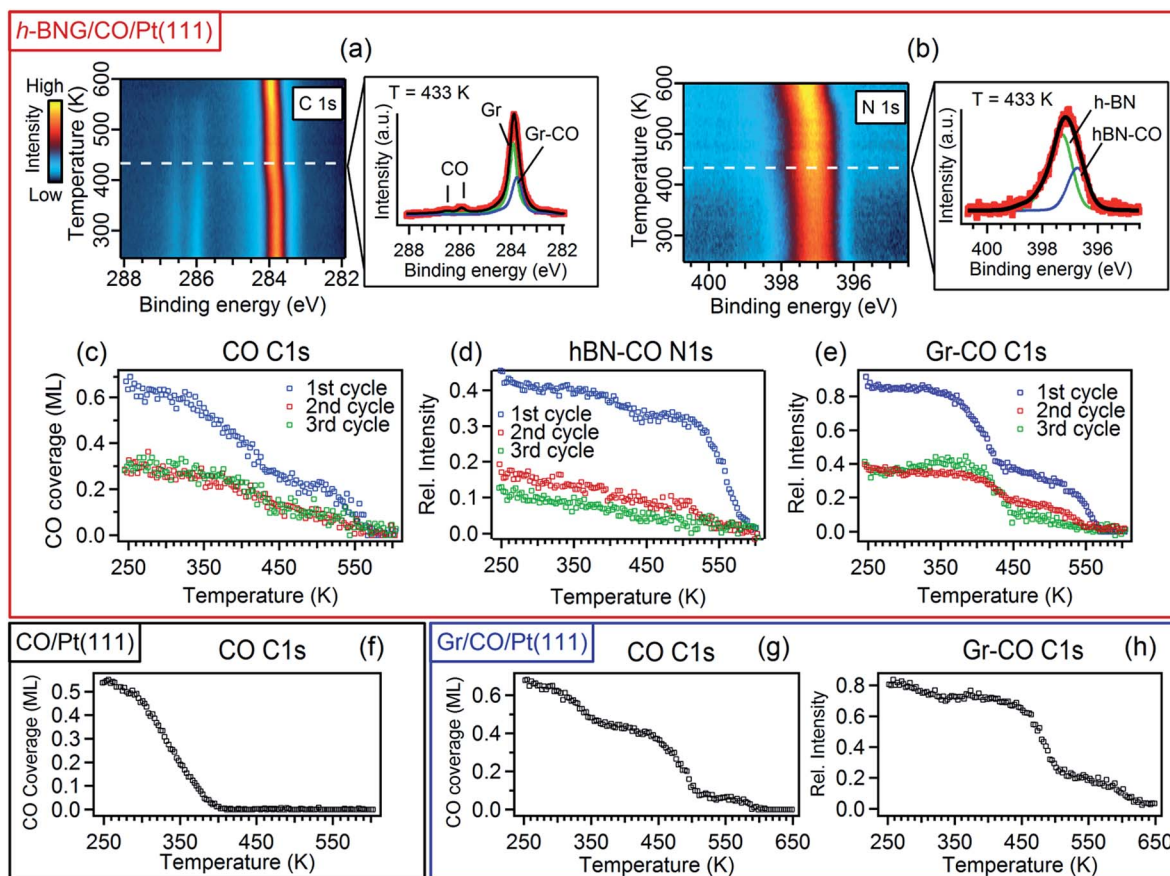 h-BNG/CO/Pt(111)
(a)
(b)
High
Intensity
Low
Temperature (K)
600
500
400
300
C 1s
288
286
284
282
Binding energy (eV)
T = 433 K
Gr
Gr-CO
CO
Intensity (a.u.)
288
286
284
282
Binding energy (eV)
Temperature (K)
600
500
400
300
N 1s
400
398
396
Binding energy (eV)
T = 433 K
h-BN
hBN-CO
Intensity (a.u.)
400
398
396
Binding energy (eV)
(c)
CO C1s
CO coverage (ML)
0.6
0.4
0.2
0.0
1st cycle
2nd cycle
3rd cycle
250
350
450
550
Temperature (K)
(d)
hBN-CO N1s
Rel. Intensity
0.4
0.3
0.2
0.1
0.0
1st cycle
2nd cycle
3rd cycle
250
350
450
550
Temperature (K)
(e)
Gr-CO C1s
Rel. Intensity
0.8
0.6
0.4
0.2
0.0
1st cycle
2nd cycle
3rd cycle
250
350
450
550
Temperature (K)
CO/Pt(111)
CO C1s
(f)
CO Coverage (ML)
0.5
0.4
0.3
0.2
0.1
0.0
250
350
450
550
Temperature (K)
Gr/CO/Pt(111)
CO C1s
(g)
CO coverage (ML)
0.6
0.4
0.2
0.0
250
350
450
550
650
Temperature (K)
Gr-CO C1s
(h)
Rel. Intensity
0.8
0.6
0.4
0.2
0.0
250
350
450
550
650
Temperature (K)